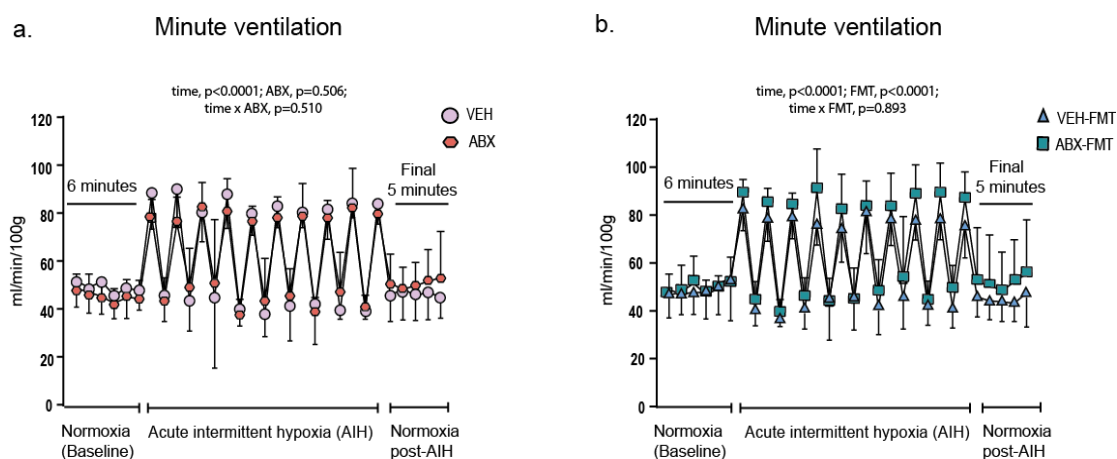 a.
Minute ventilation
time, p<0.0001; ABX, p=0.506;
time x ABX, p=0.510
VEH
ABX
120
100
80
60
40
20
0
ml/min/100g
6 minutes
Final
5 minutes
Normoxia
(Baseline)
Acute intermittent hypoxia (AIH)
Normoxia
post-AIH
b.
Minute ventilation
time, p<0.0001; FMT, p<0.0001;
time x FMT, p=0.893
VEH-FMT
ABX-FMT
120
100
80
60
40
20
0
ml/min/100g
6 minutes
Final
5 minutes
Normoxia
(Baseline)
Acute intermittent hypoxia (AIH)
Normoxia
post-AIH